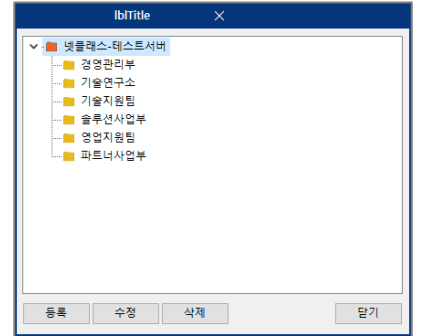 lblTitle
넷클래스-테스트서버
경영관리부
기술연구소
기술지원팀
솔루션사업부
영업지원팀
파트너사업부
등록 수정 삭제 닫기